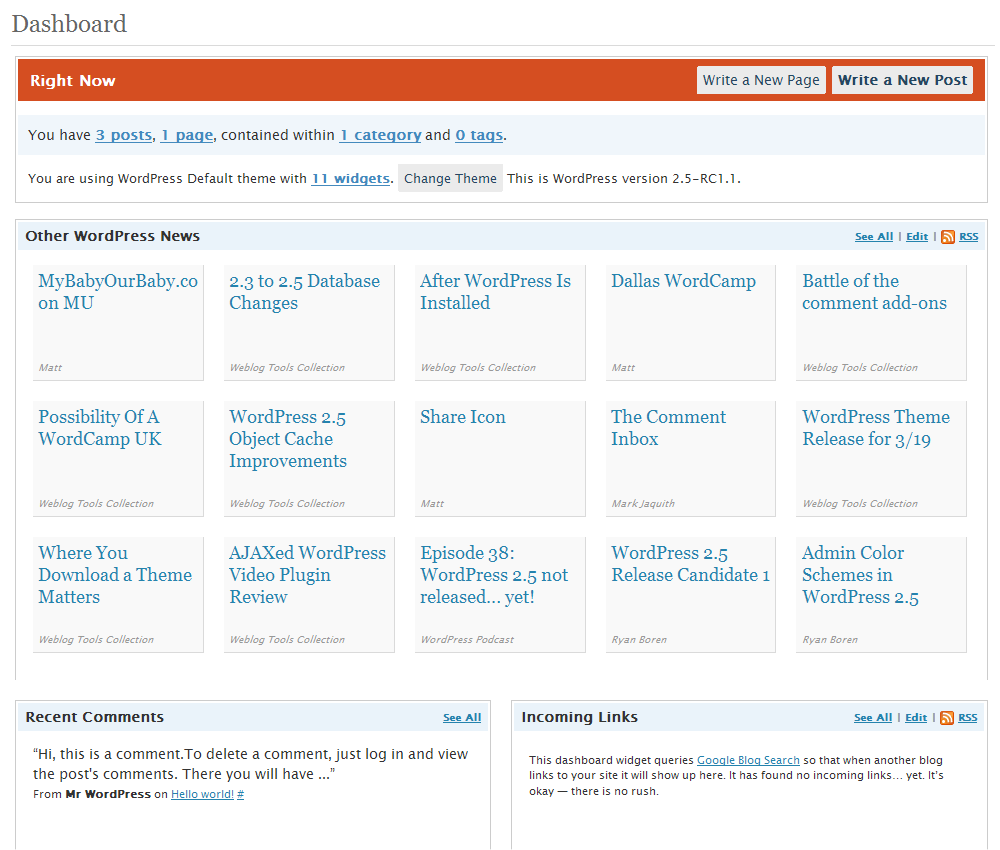 Dashboard
Right Now
Write a New Page
Write a New Post
You have 3 posts, 1 page, contained within 1 category and 0 tags.
You are using WordPress Default theme with 11 widgets. Change Theme This is WordPress version 2.5-RC1.1.
Other WordPress News
See All | Edit | RSS
MyBabyOurBaby.co
on MU
Matt
2.3 to 2.5 Database
Changes
Weblog Tools Collection
After WordPress Is
Installed
Weblog Tools Collection
Dallas WordCamp
Matt
Battle of the
comment add-ons
Weblog Tools Collection
Possibility Of A
WordCamp UK
Weblog Tools Collection
WordPress 2.5
Object Cache
Improvements
Weblog Tools Collection
Share Icon
Matt
The Comment
Inbox
Mark Jaquith
WordPress Theme
Release for 3/19
Weblog Tools Collection
Where You
Download a Theme
Matters
Weblog Tools Collection
AJAXed WordPress
Video Plugin
Review
Weblog Tools Collection
Episode 38:
WordPress 2.5 not
released... yet!
WordPress Podcast
WordPress 2.5
Release Candidate 1
Ryan Boren
Admin Color
Schemes in
WordPress 2.5
Ryan Boren
Recent Comments
See All
“Hi, this is a comment.To delete a comment, just log in and view
the post's comments. There you will have ...”
From Mr WordPress on Hello world! #
Incoming Links
See All | Edit | RSS
This dashboard widget queries Google Blog Search so that when another blog
links to your site it will show up here. It has found no incoming links... yet. It's
okay — there is no rush.